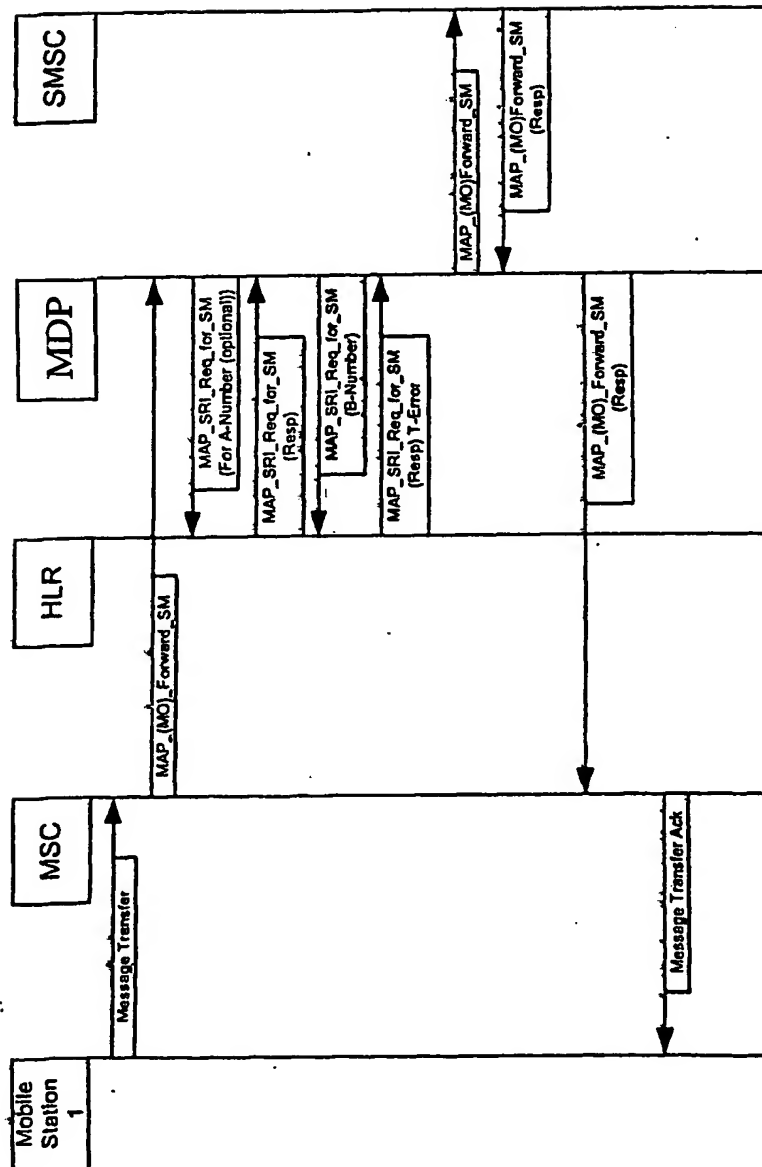 Mobile
Station
1
MSC
HLR
MDP
SMSC
Message Transfer
MAP_(MO)_Forward_SM
MAP_SRI_Req_for_SM
(For A-Number (optional))
MAP_SRI_Req_for_SM
(Resp)
MAP_SRI_Req_for_SM
(B-Number)
MAP_SRI_Req_for_SM
(Resp) T-Error
MAP_(MO)Forward_SM
MAP_(MO)Forward_SM
(Resp)
MAP_(MO)_Forward_SM
(Resp)
Message Transfer Ack